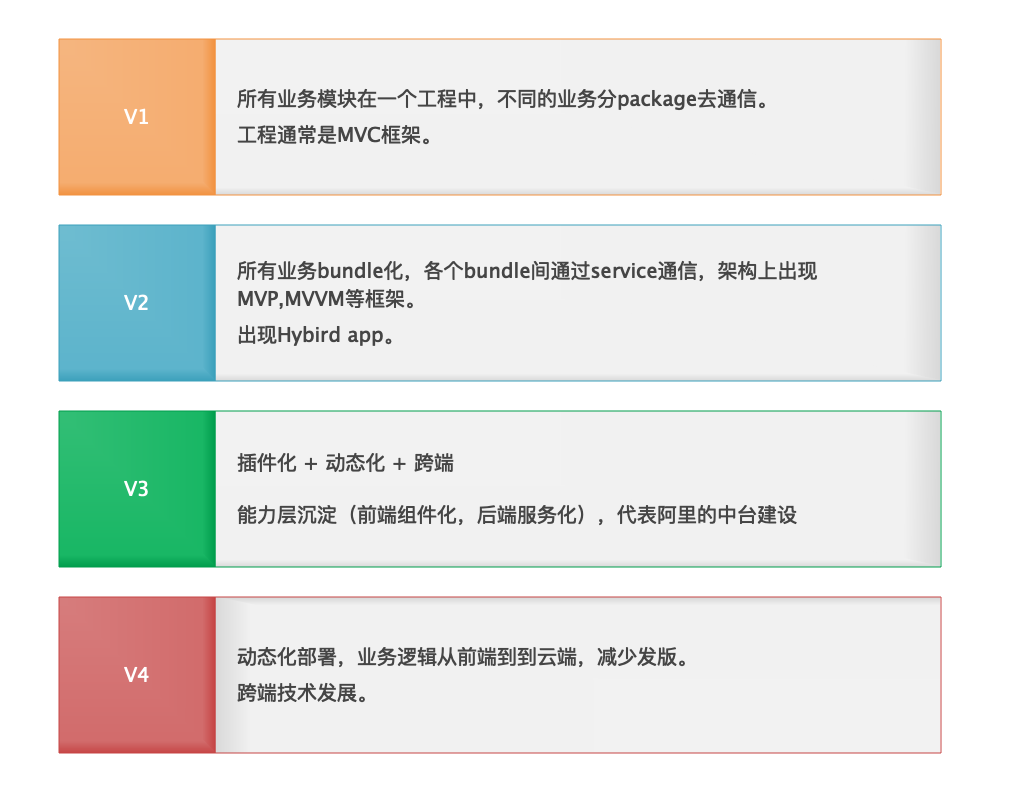 V1
所有业务模块在一个工程中，不同的业务分package去通信。
工程通常是MVC框架。
V2
所有业务bundle化，各个bundle间通过service通信，架构上出现
MVP,MVVM等框架。
出现Hybird app。
V3
插件化 + 动态化 + 跨端
能力层沉淀（前端组件化，后端服务化），代表阿里的中台建设
V4
动态化部署，业务逻辑从前端到到云端，减少发版。
跨端技术发展。